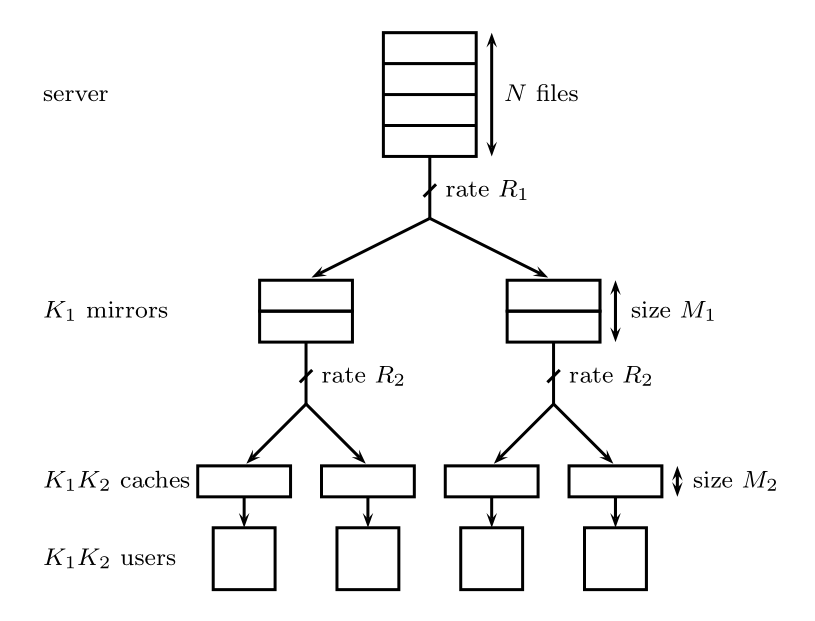 server
N files
rate R₁
K₁ mirrors
size M₁
rate R₂
rate R₂
K₁K₂ caches
size M₂
K₁K₂ users